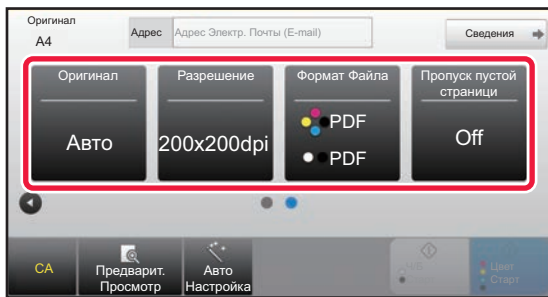 Оригинал
A4
Адрес
Адрес Электр. Почты (E-mail)
Сведения
Оригинал
Авто
Разрешение
200x200dpi
Формат Файла
PDF
PDF
Пропуск пустой
страници
Off
CA
Предварит.
Просмотр
Авто
Настройка
Цвет
Старт